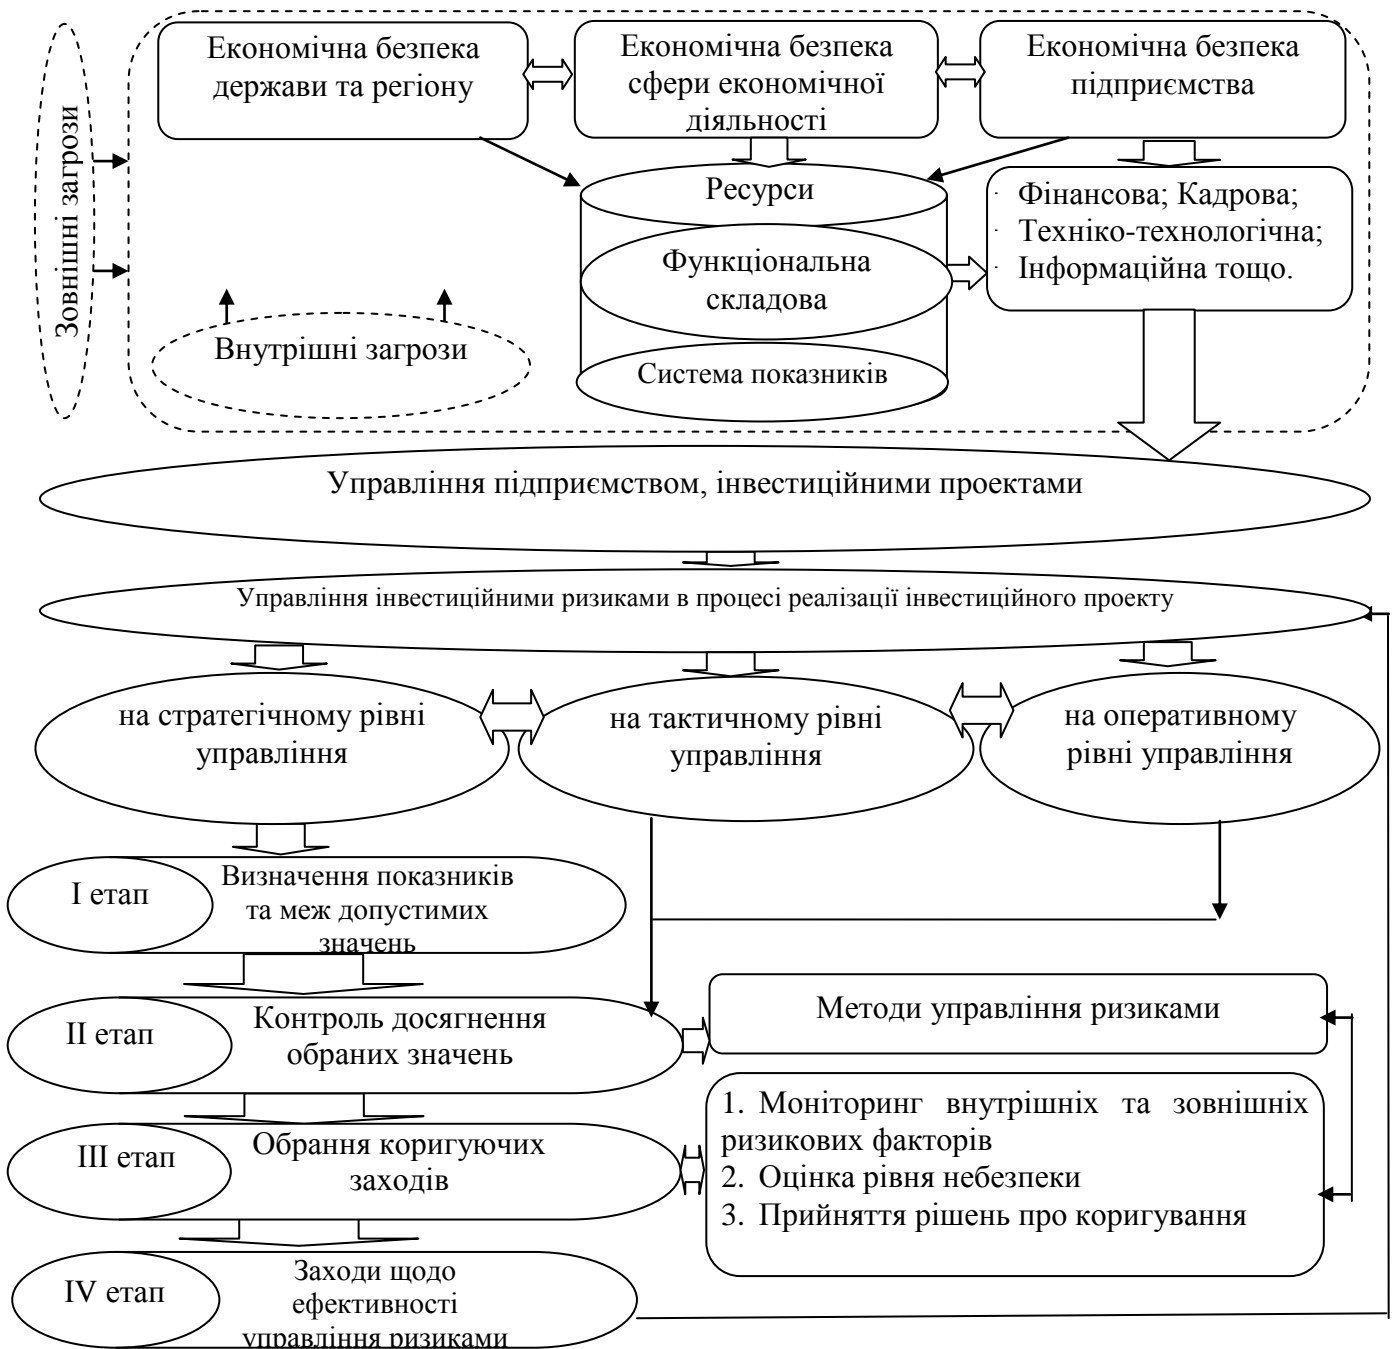 Зовнішні загрози
Економічна безпека
держави та регіону
Економічна безпека
сфери економічної
діяльності
Економічна безпека
підприємства
Ресурси
Функціональна
складова
Система показників
· Фінансова; Кадрова;
· Техніко-технологічна;
· Інформаційна тощо.
Внутрішні загрози
Управління підприємством, інвестиційними проектами
Управління інвестиційними ризиками в процесі реалізації інвестиційного проекту
на стратегічному рівні
управління
на тактичному рівні
управління
на оперативному
рівні управління
I етап
Визначення показників
та меж допустимих
значень
II етап
Контроль досягнення
обраних значень
Методи управління ризиками
III етап
Обрання коригуючих
заходів
1. Моніторинг внутрішніх та зовнішніх
ризикових факторів
2. Оцінка рівня небезпеки
3. Прийняття рішень про коригування
IV етап
Заходи щодо
ефективності
управління ризиками